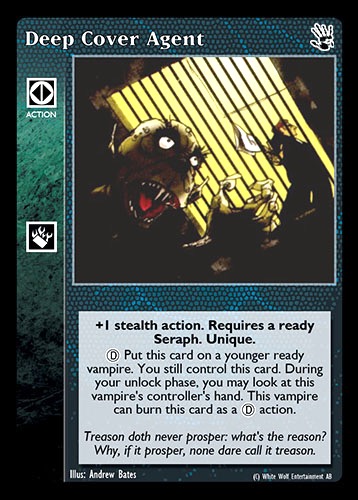 Deep Cover Agent
ACTION
+1 stealth action. Requires a ready
Seraph. Unique.
Ⓓ Put this card on a younger ready
vampire. You still control this card. During
your unlock phase, you may look at this
vampire's controller's hand. This vampire
can burn this card as a Ⓓ action.
Treason doth never prosper: what's the reason?
Why, if it prosper, none dare call it treason.
Illus: Andrew Bates
(C) White Wolf Entertainment AB